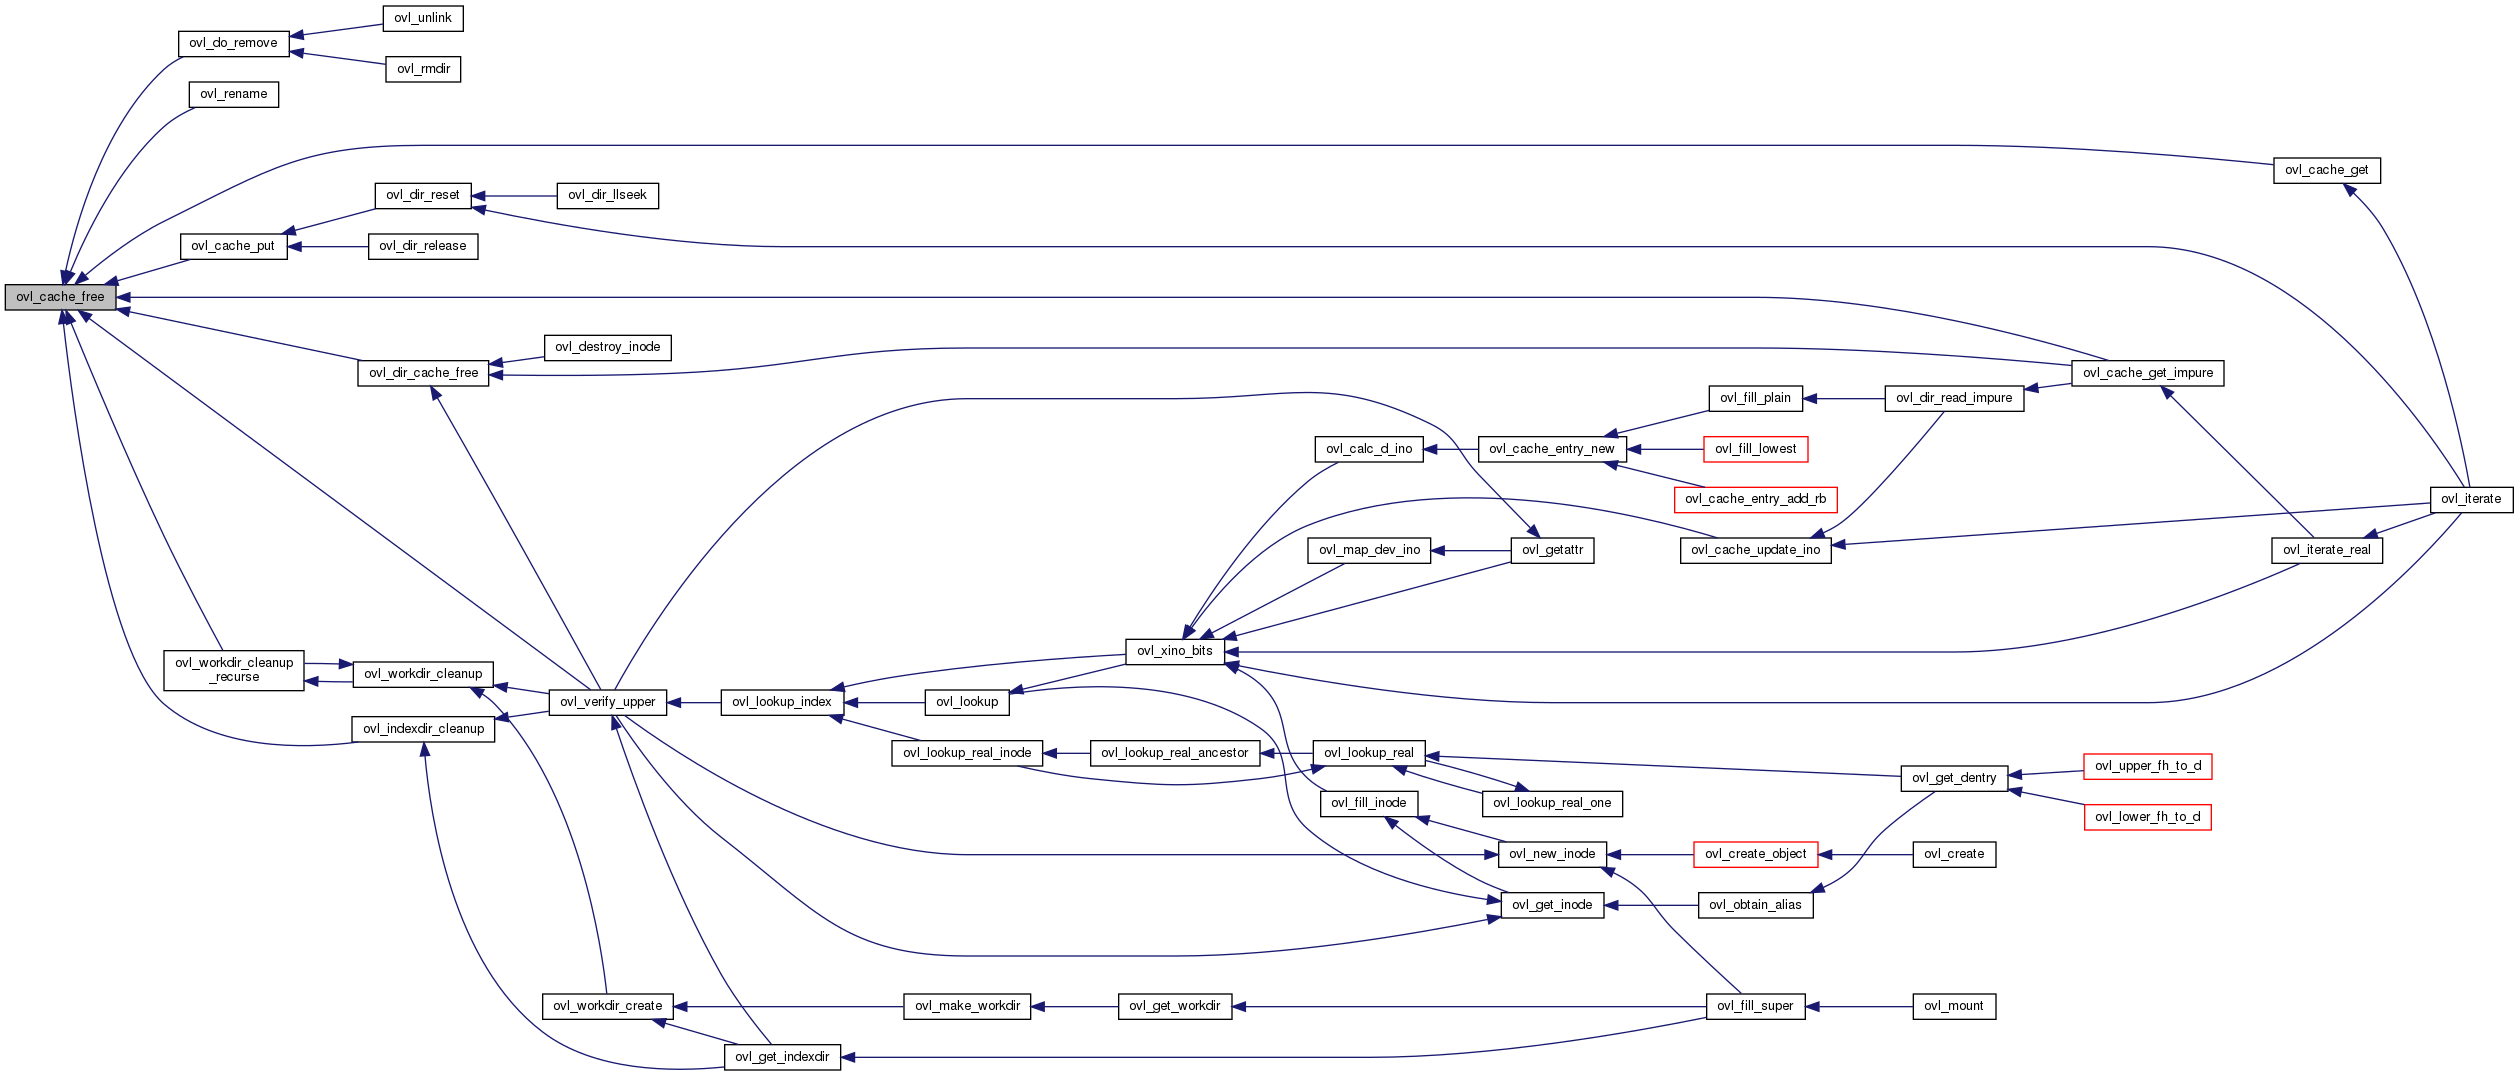 ovl_unlink
ovl_do_remove
ovl_rmdir
ovl_rename
ovl_cache_get
ovl_dir_reset
ovl_dir_llseek
ovl_cache_put
ovl_dir_release
ovl_cache_free
ovl_destroy_inode
ovl_dir_cache_free
ovl_cache_get_impure
ovl_fill_plain
ovl_dir_read_impure
ovl_calc_d_ino
ovl_cache_entry_new
ovl_fill_lowest
ovl_cache_entry_add_rb
ovl_iterate
ovl_map_dev_ino
ovl_getattr
ovl_cache_update_ino
ovl_iterate_real
ovl_xino_bits
ovl_workdir_cleanup
_recurse
ovl_workdir_cleanup
ovl_verify_upper
ovl_lookup_index
ovl_lookup
ovl_indexdir_cleanup
ovl_lookup_real_inode
ovl_lookup_real_ancestor
ovl_lookup_real
ovl_get_dentry
ovl_upper_fh_to_d
ovl_fill_inode
ovl_lookup_real_one
ovl_lower_fh_to_d
ovl_new_inode
ovl_create_object
ovl_create
ovl_get_inode
ovl_obtain_alias
ovl_workdir_create
ovl_make_workdir
ovl_get_workdir
ovl_fill_super
ovl_mount
ovl_get_indexdir